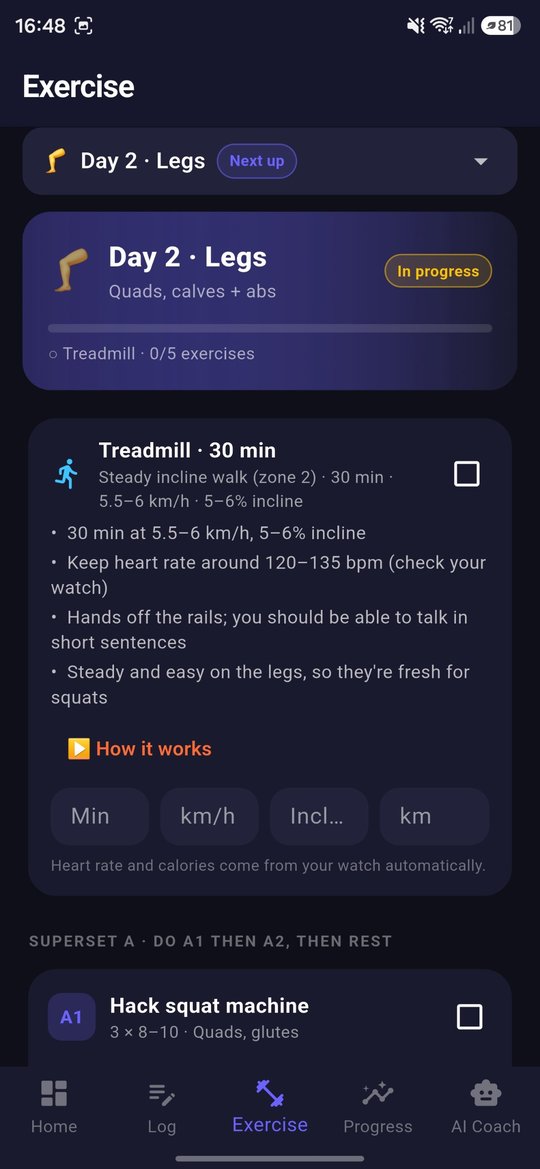 16:48
81
Exercise
Day 2 · Legs
Next up
Day 2 · Legs
In progress
Quads, calves + abs
○ Treadmill · 0/5 exercises
Treadmill · 30 min
Steady incline walk (zone 2) · 30 min ·
5.5–6 km/h · 5–6% incline
• 30 min at 5.5–6 km/h, 5–6% incline
• Keep heart rate around 120–135 bpm (check your
watch)
• Hands off the rails; you should be able to talk in
short sentences
• Steady and easy on the legs, so they're fresh for
squats
How it works
Min
km/h
Incl...
km
Heart rate and calories come from your watch automatically.
SUPERSET A · DO A1 THEN A2, THEN REST
A1
Hack squat machine
3 × 8–10 · Quads, glutes
Home
Log
Exercise
Progress
AI Coach